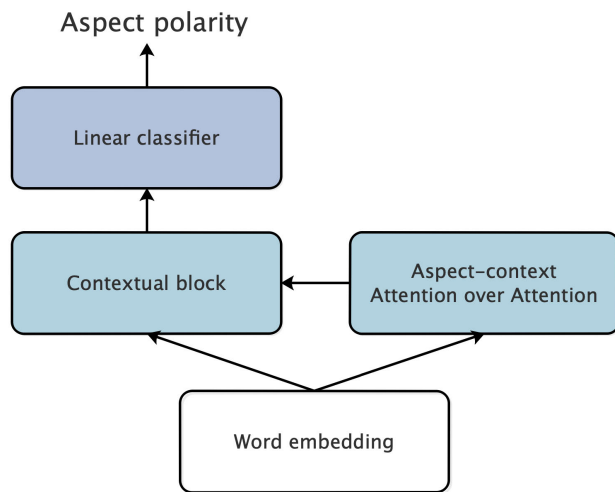 Aspect polarity
Linear classifier
Contextual block
Aspect-context
Attention over Attention
Word embedding